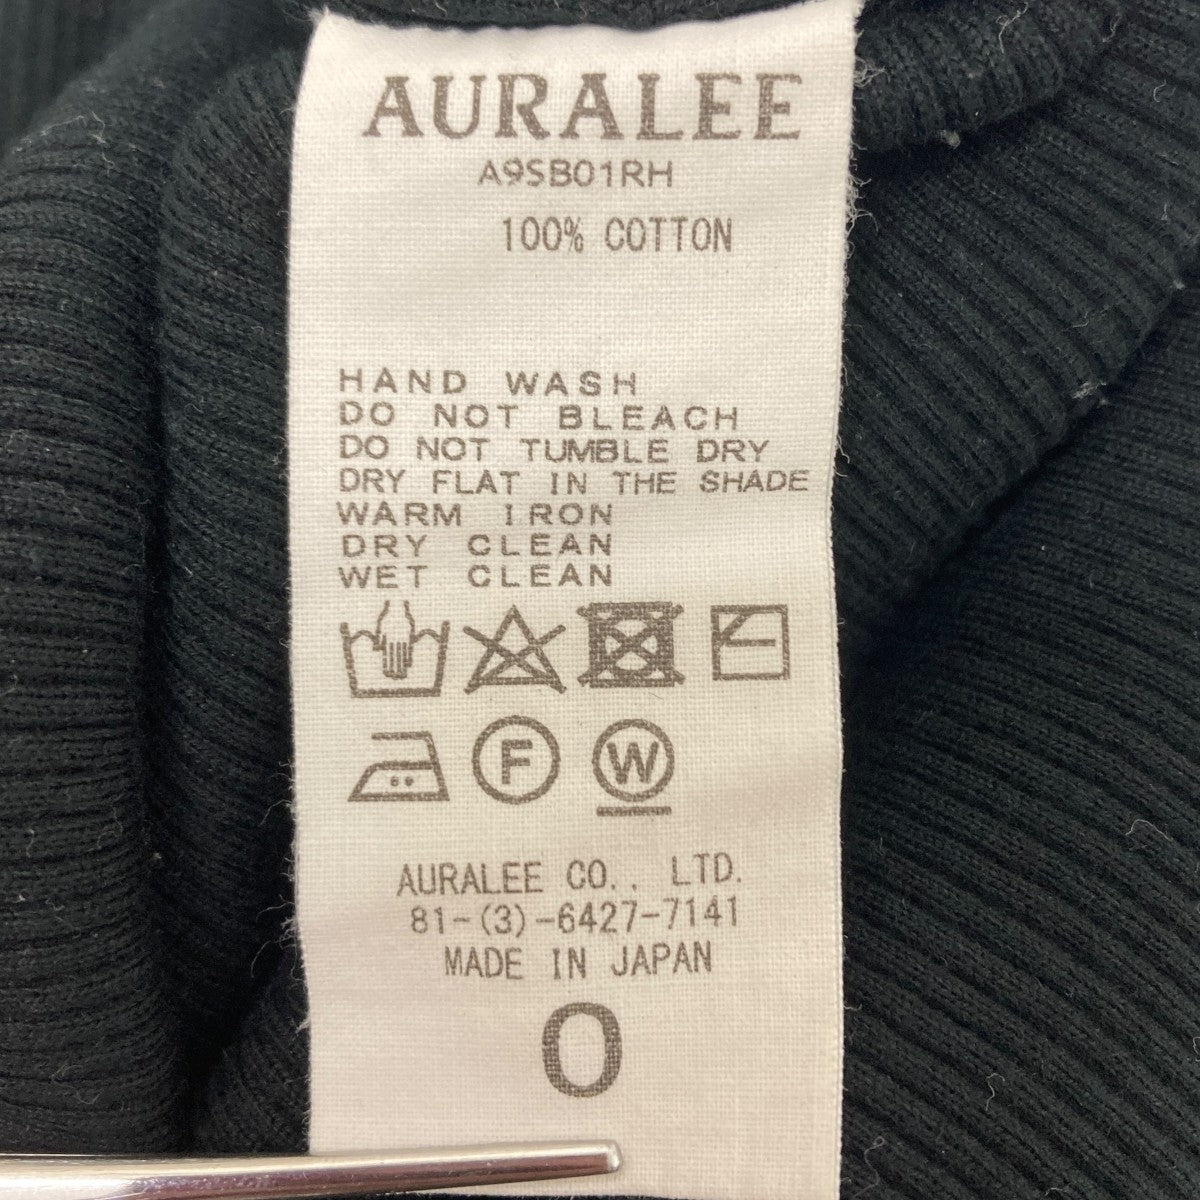 AURALEE
A9SB01RH
100% COTTON
HAND WASH
DO NOT BLEACH
DO NOT TUMBLE DRY
DRY FLAT IN THE SHADE
WARM IRON
DRY CLEAN
WET CLEAN
F W
AURALEE CO., LTD.
81-(3)-6427-7141
MADE IN JAPAN
0